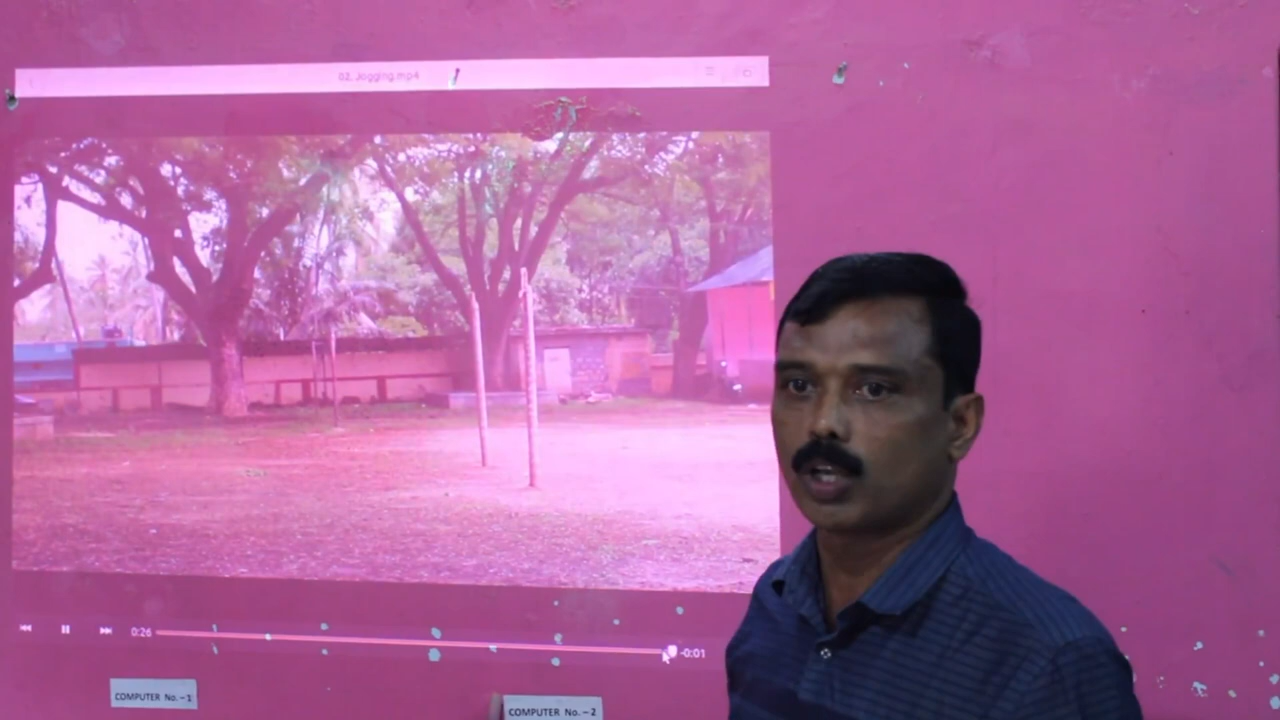 02. Jogging.mp4
0:26
-0:01
COMPUTER No. – 1
COMPUTER No. – 2